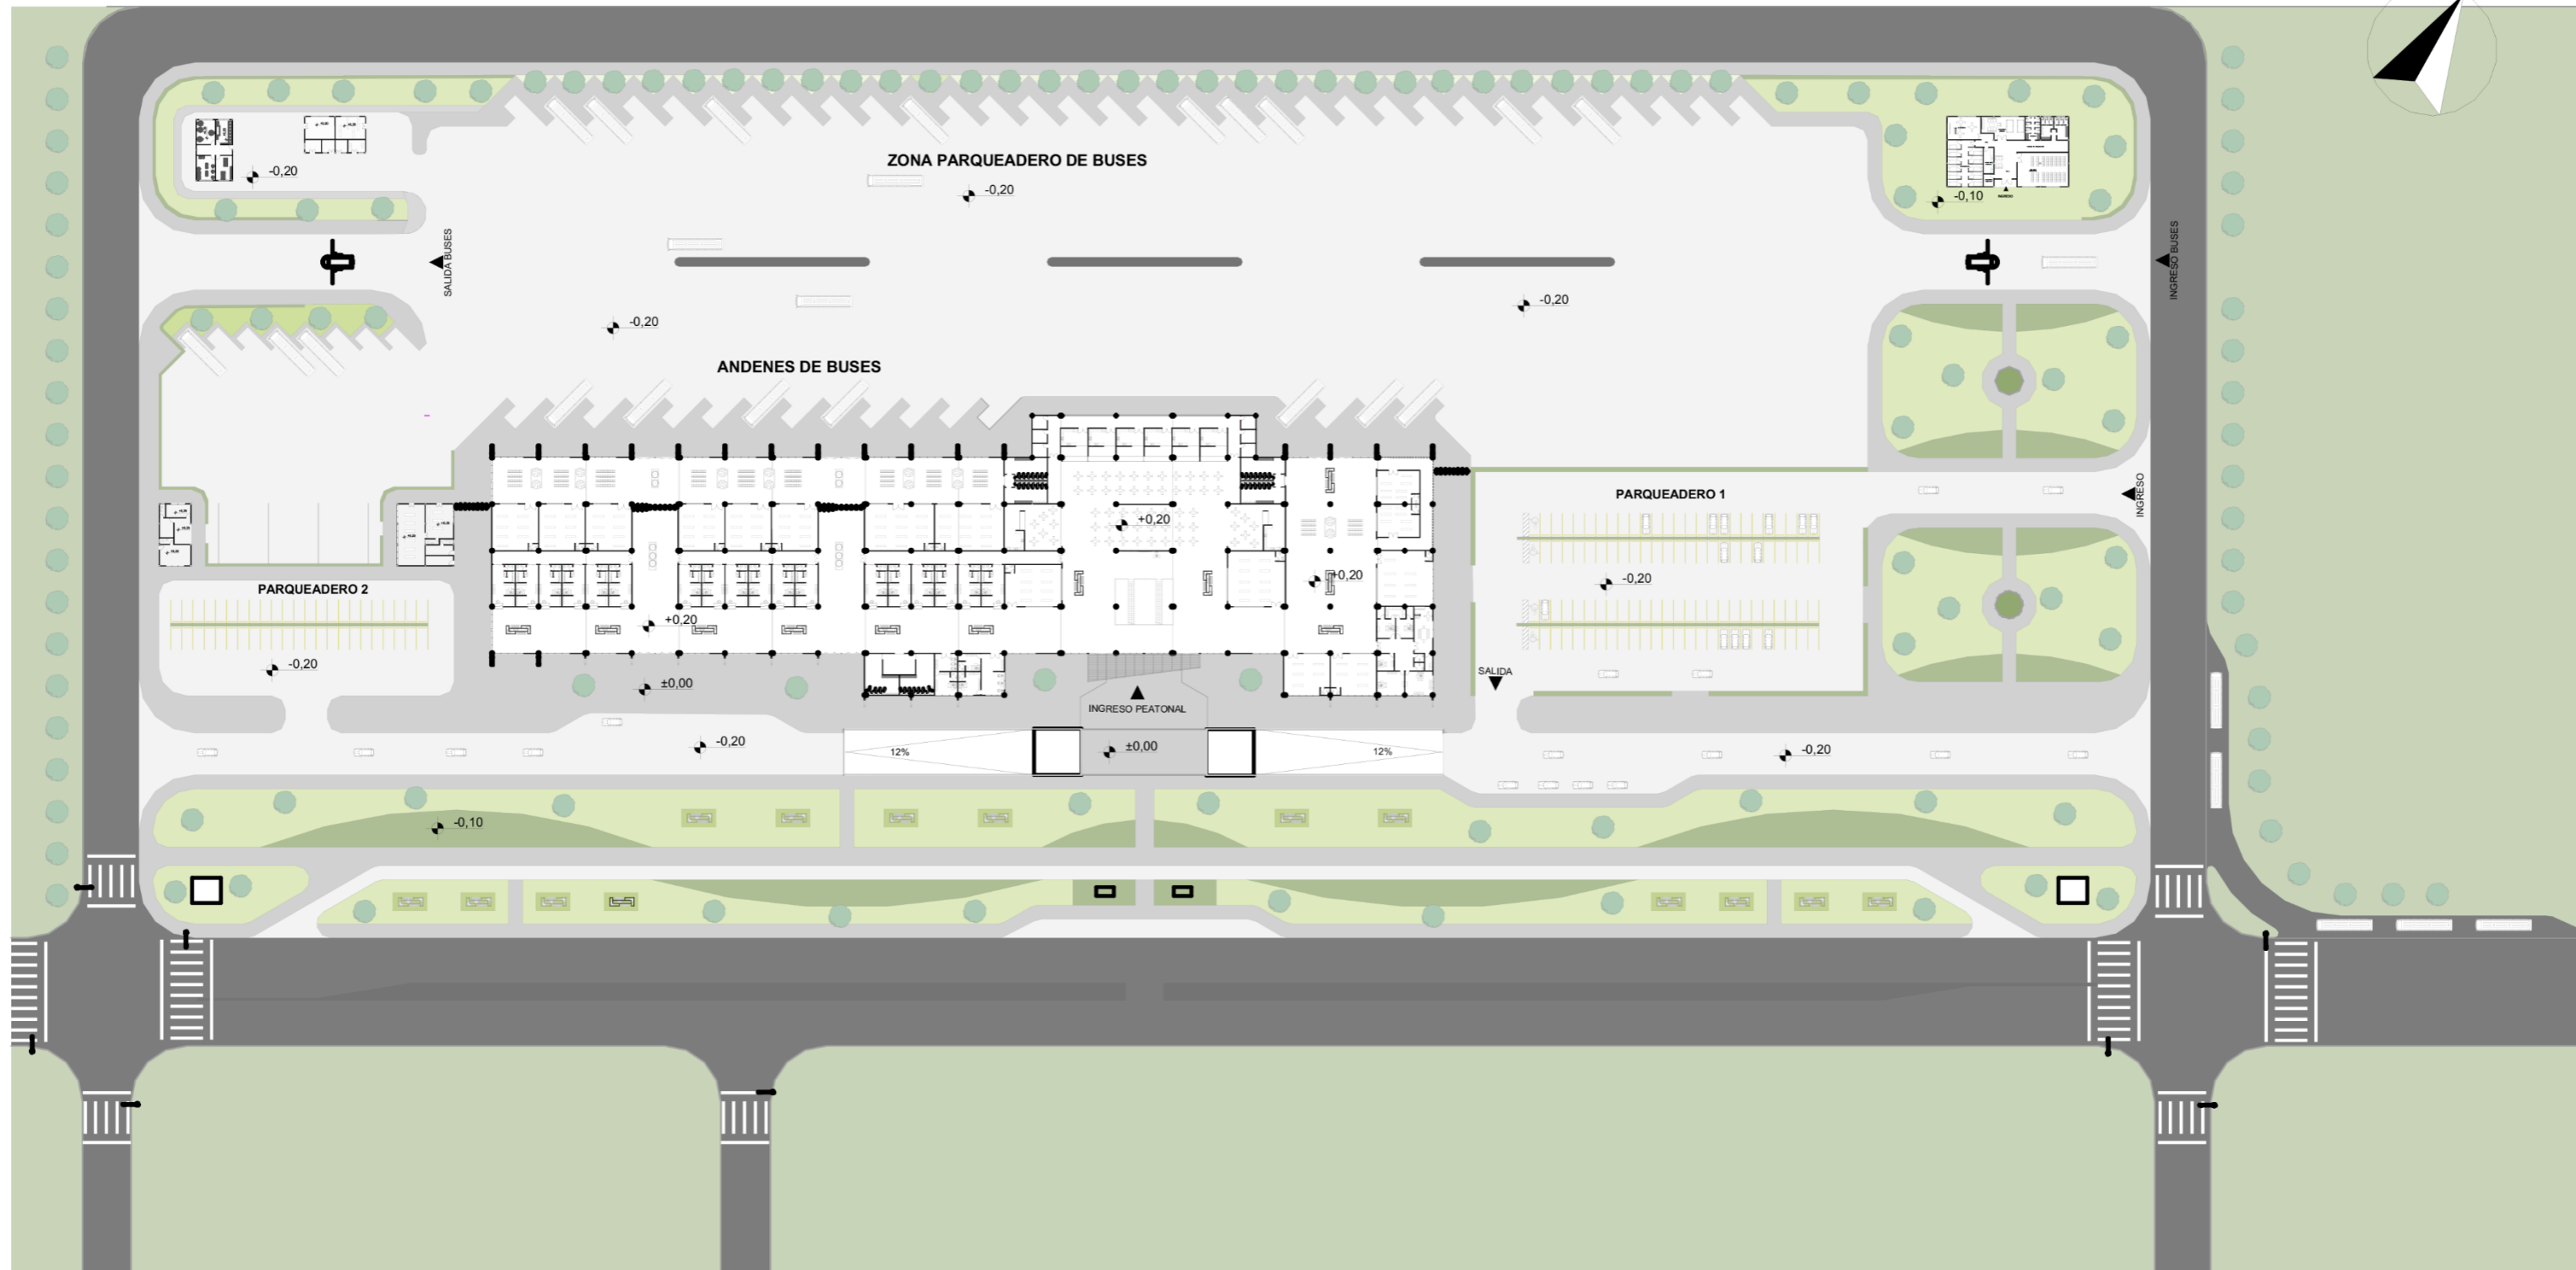 ZONA PARQUEADERO DE BUSES
-0,20
-0,20
-0,10
INGRESO
SALIDA BUSES
INGRESO BUSES
-0,20
-0,20
ANDENES DE BUSES
PARQUEADERO 1
INGRESO
+0,20
+0,20
-0,20
PARQUEADERO 2
+0,20
-0,20
±0,00
SALIDA
INGRESO PEATONAL
-0,20
12%
±0,00
12%
-0,20
-0,10